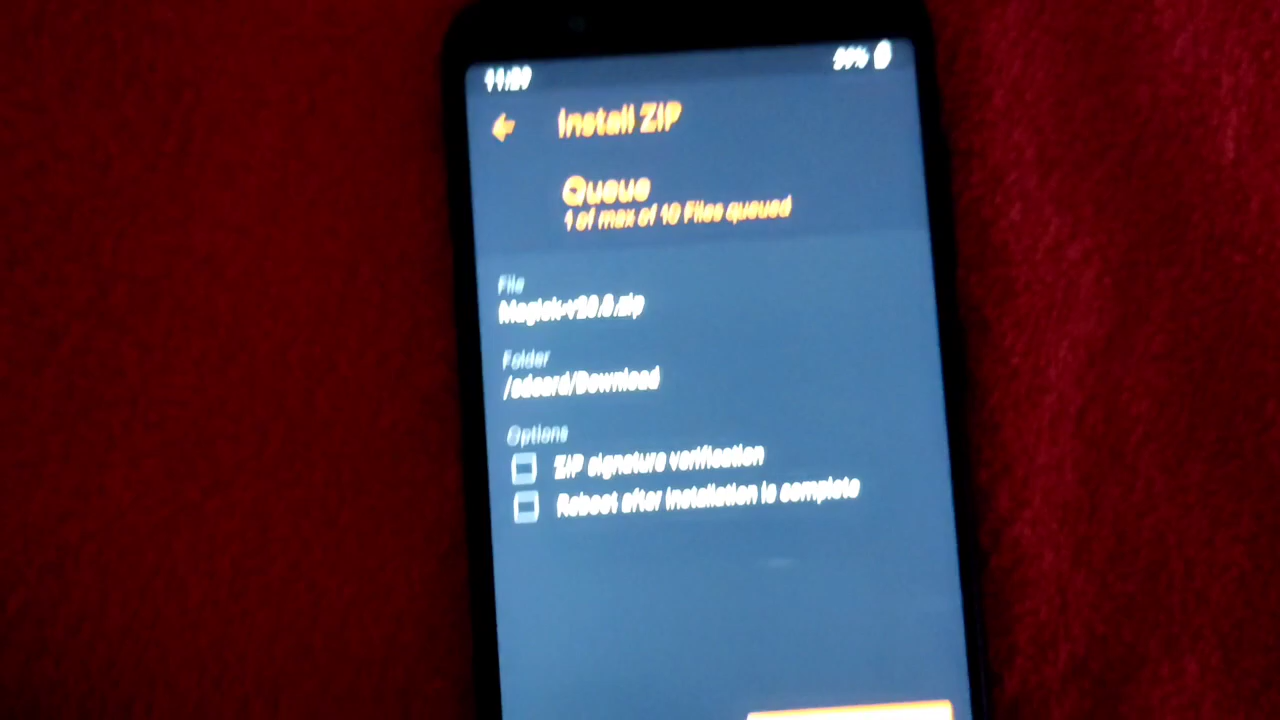 Install ZIP
Queue
1 of max of 10 Files queued
File
Folder
/sdcard/Download
Options
ZIP signature verification
Reboot after installation is complete